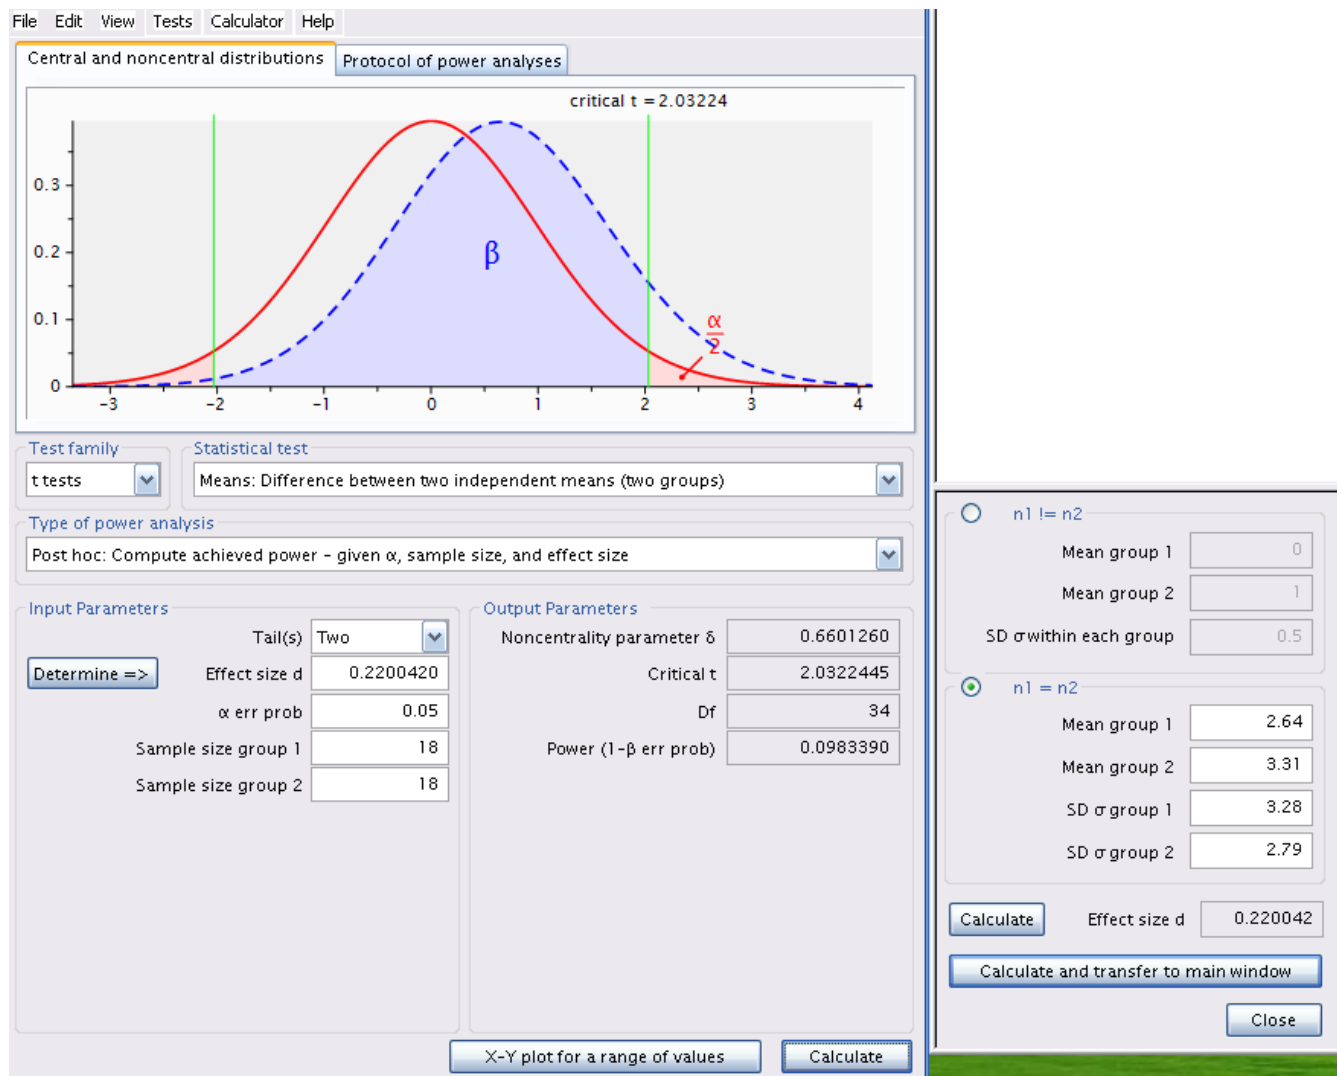 File Edit View Tests Calculator Help
Central and noncentral distributions Protocol of power analyses
critical t = 2.03224
0.3
0.2
0.1
0
β
α
2
-3 -2 -1 0 1 2 3 4
Test family
t tests
Statistical test
Means: Difference between two independent means (two groups)
Type of power analysis
Post hoc: Compute achieved power – given α, sample size, and effect size
Input Parameters
Tail(s) Two
Determine => Effect size d 0.2200420
α err prob 0.05
Sample size group 1 18
Sample size group 2 18
Output Parameters
Noncentrality parameter δ 0.6601260
Critical t 2.0322445
Df 34
Power (1-β err prob) 0.0983390
X-Y plot for a range of values Calculate
n1 != n2
Mean group 1 0
Mean group 2 1
SD σ within each group 0.5
n1 = n2
Mean group 1 2.64
Mean group 2 3.31
SD σ group 1 3.28
SD σ group 2 2.79
Calculate Effect size d 0.220042
Calculate and transfer to main window
Close